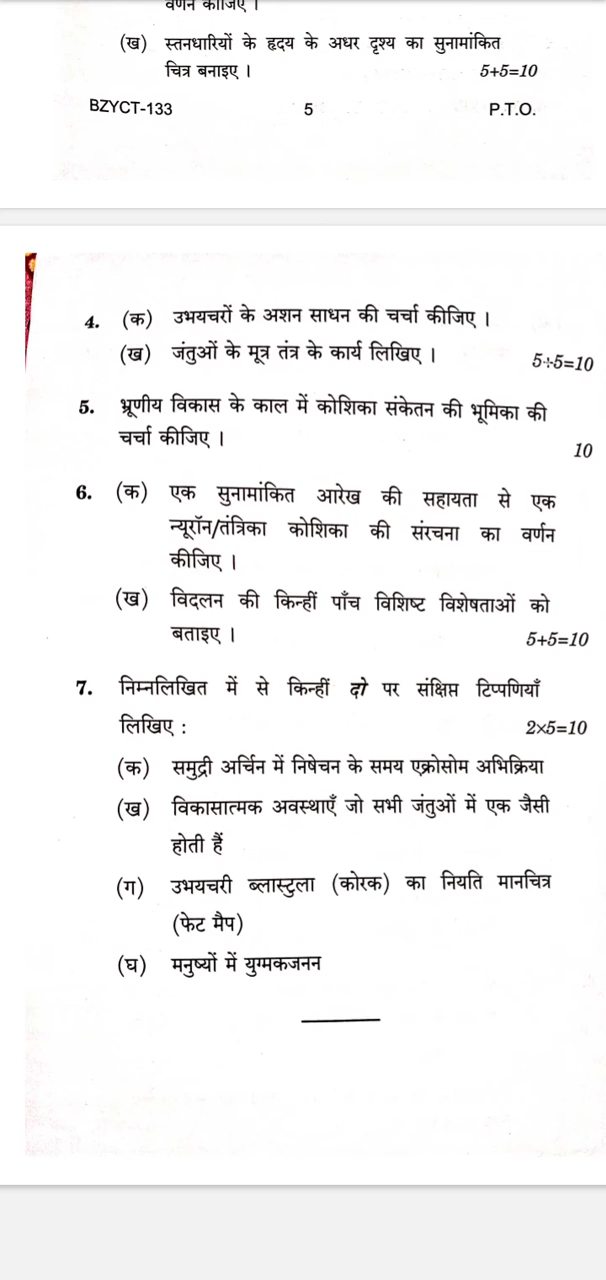 वर्णन कीजिए ।
(ख) स्तनधारियों के हृदय के अधर दृश्य का सुनामांकित
चित्र बनाइए । 5+5=10
BZYCT-133 5 P.T.O.
4. (क) उभयचरों के अशन साधन की चर्चा कीजिए ।
(ख) जंतुओं के मूत्र तंत्र के कार्य लिखिए । 5÷5=10
5. भ्रूणीय विकास के काल में कोशिका संकेतन की भूमिका की
चर्चा कीजिए ।
10
6. (क) एक सुनामांकित आरेख की सहायता से एक
न्यूरॉन/तंत्रिका कोशिका की संरचना का वर्णन
कीजिए ।
(ख) विदलन की किन्हीं पाँच विशिष्ट विशेषताओं को
बताइए । 5+5=10
7. निम्नलिखित में से किन्हीं दो पर संक्षिप्त टिप्पणियाँ
लिखिए : 2×5=10
(क) समुद्री अर्चिन में निषेचन के समय एक्रोसोम अभिक्रिया
(ख) विकासात्मक अवस्थाएँ जो सभी जंतुओं में एक जैसी
होती हैं
(ग) उभयचरी ब्लास्टुला (कोरक) का नियति मानचित्र
(फेट मैप)
(घ) मनुष्यों में युग्मकजनन